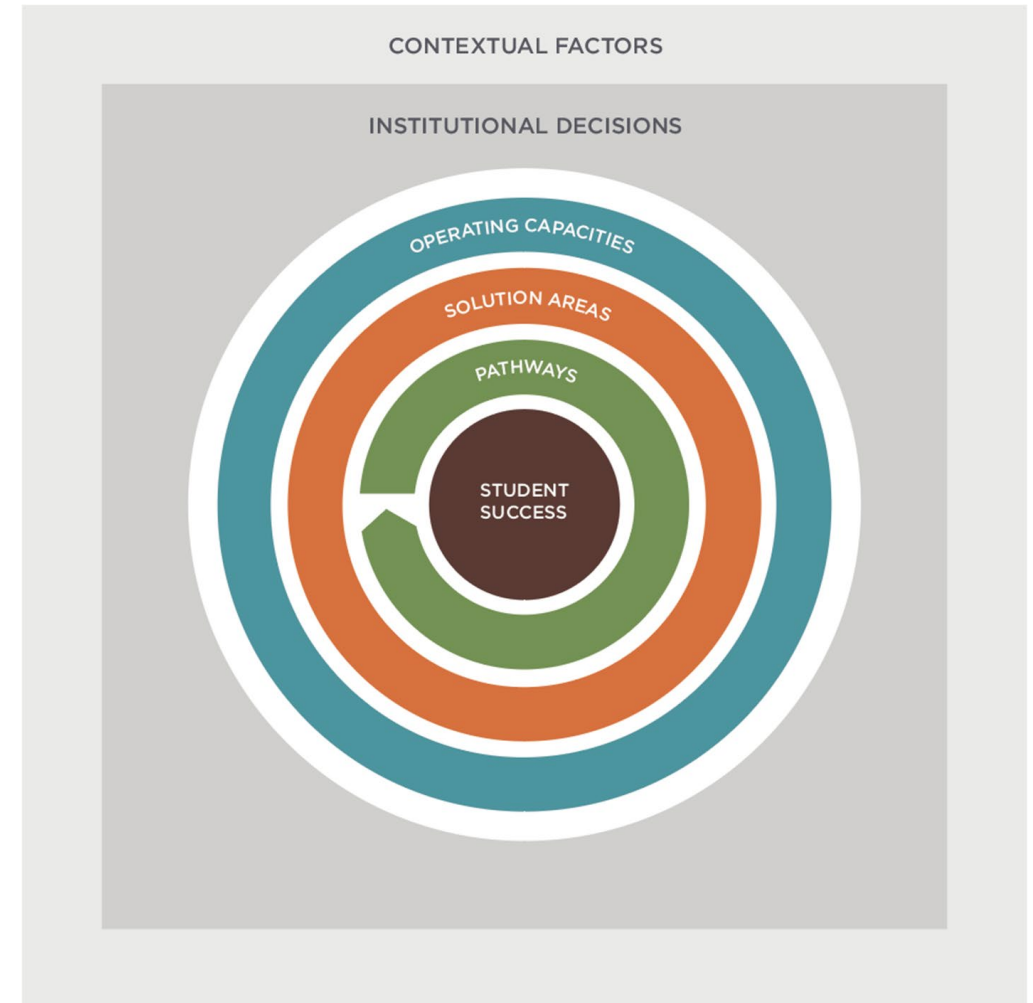 CONTEXTUAL FACTORS
INSTITUTIONAL DECISIONS
OPERATING CAPACITIES
SOLUTION AREAS
PATHWAYS
STUDENT
SUCCESS